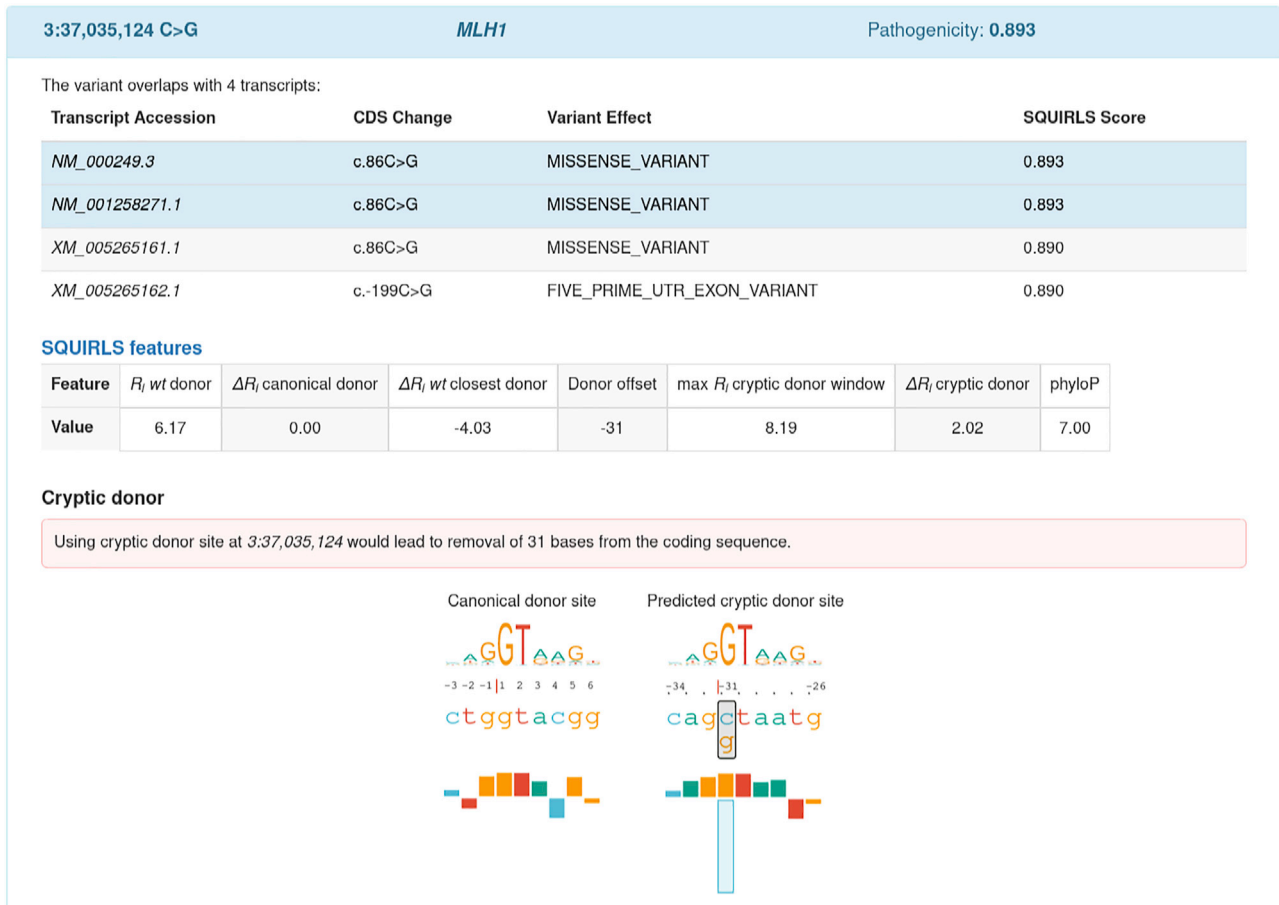 3:37,035,124 C>G MLH1 Pathogenicity: 0.893
The variant overlaps with 4 transcripts:
Transcript Accession CDS Change Variant Effect SQUIRLS Score
NM_000249.3 c.86C>G MISSENSE_VARIANT 0.893
NM_001258271.1 c.86C>G MISSENSE_VARIANT 0.893
XM_005265161.1 c.86C>G MISSENSE_VARIANT 0.890
XM_005265162.1 c.-199C>G FIVE_PRIME_UTR_EXON_VARIANT 0.890
SQUIRLS features
Feature Ri wt donor ΔRi canonical donor ΔRi wt closest donor Donor offset max Ri cryptic donor window ΔRi cryptic donor phyloP
Value 6.17 0.00 -4.03 -31 8.19 2.02 7.00
Cryptic donor
Using cryptic donor site at 3:37,035,124 would lead to removal of 31 bases from the coding sequence.
Canonical donor site Predicted cryptic donor site
AGGTAAG AGGTAAG
-3 -2 -1 1 2 3 4 5 6 -34 . . -31 . . . . -26
ctggtacgg cagctaatg
g